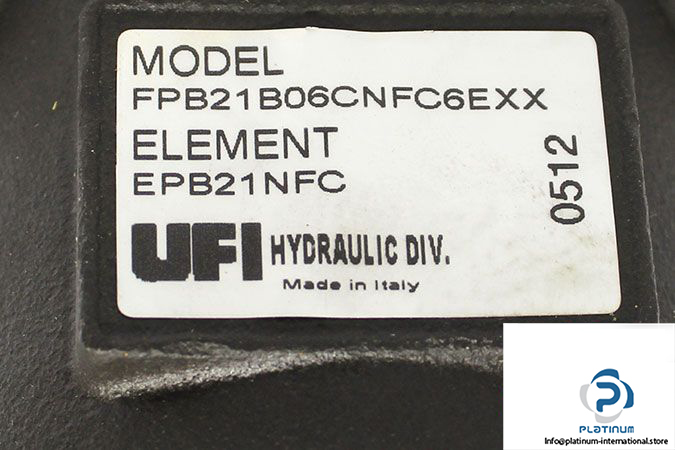 MODEL
FPB21B06CNFC6EXX
ELEMENT
EPB21NFC
0512
UFI HYDRAULIC DIV.
Made in Italy
PLATINUM
Info@platinum-international.store